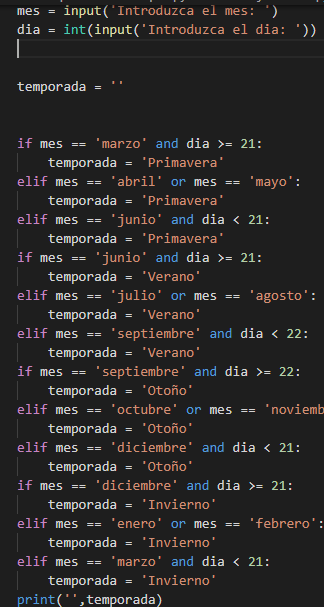 mes = input('Introduzca el mes: ')
dia = int(input('Introduzca el dia: '))
temporada = ''
if mes == 'marzo' and dia >= 21:
    temporada = 'Primavera'
elif mes == 'abril' or mes == 'mayo':
    temporada = 'Primavera'
elif mes == 'junio' and dia < 21:
    temporada = 'Primavera'
if mes == 'junio' and dia >= 21:
    temporada = 'Verano'
elif mes == 'julio' or mes == 'agosto':
    temporada = 'Verano'
elif mes == 'septiembre' and dia < 22:
    temporada = 'Verano'
if mes == 'septiembre' and dia >= 22:
    temporada = 'Otoño'
elif mes == 'octubre' or mes == 'noviemb
    temporada = 'Otoño'
elif mes == 'diciembre' and dia < 21:
    temporada = 'Otoño'
if mes == 'diciembre' and dia >= 21:
    temporada = 'Invierno'
elif mes == 'enero' or mes == 'febrero':
    temporada = 'Invierno'
elif mes == 'marzo' and dia < 21:
    temporada = 'Invierno'
print('',temporada)